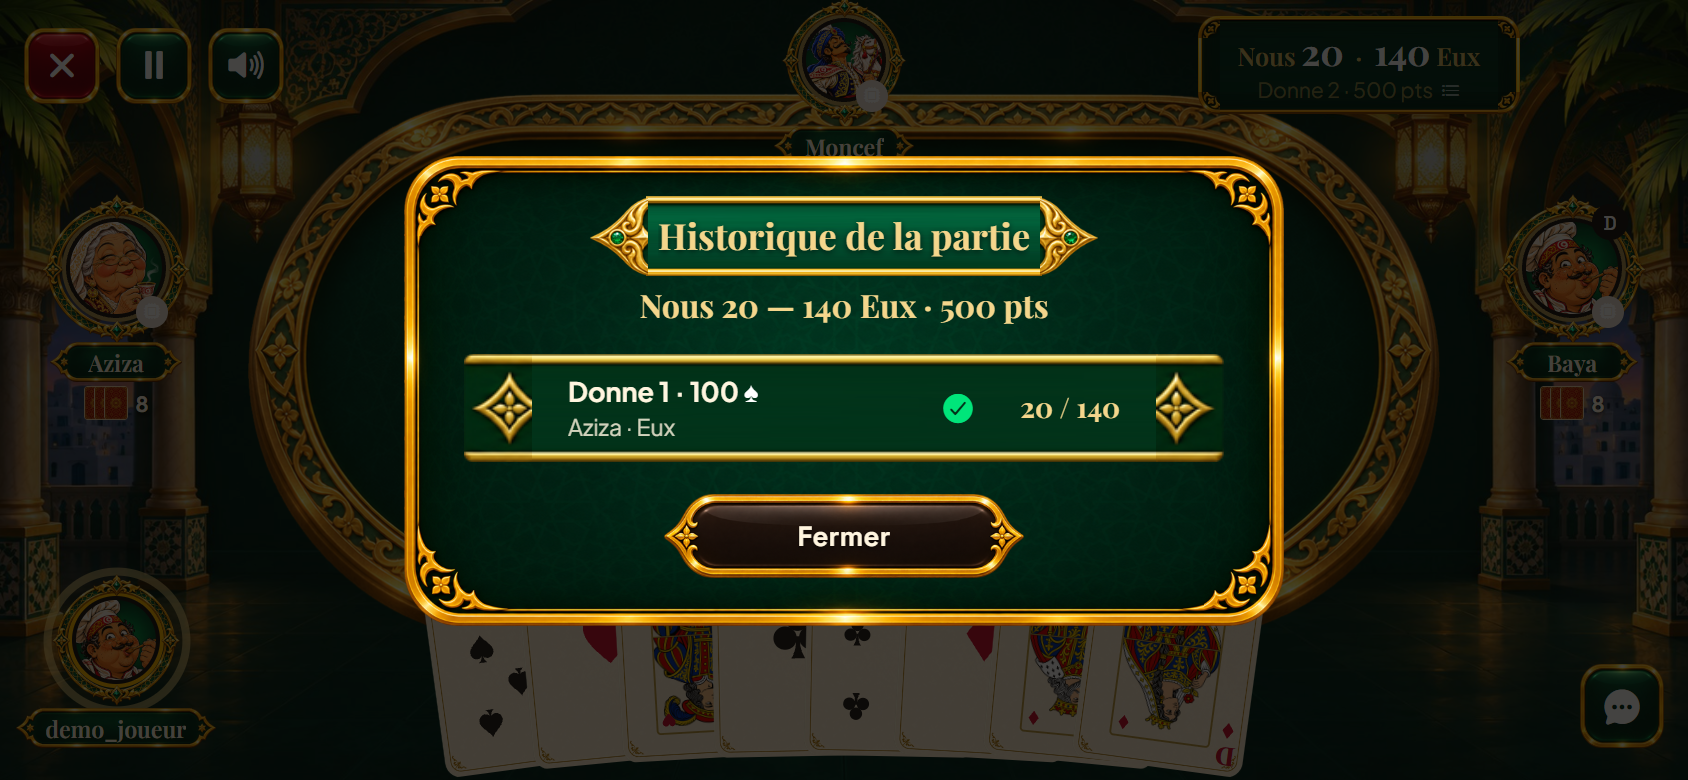 Nous 20 · 140 Eux
Donne 2 · 500 pts
Moncef
Historique de la partie
Nous 20 — 140 Eux · 500 pts
Donne 1 · 100 ♠
Aziza · Eux
20 / 140
Fermer
Aziza
8
D
Baya
8
demo_joueur
D